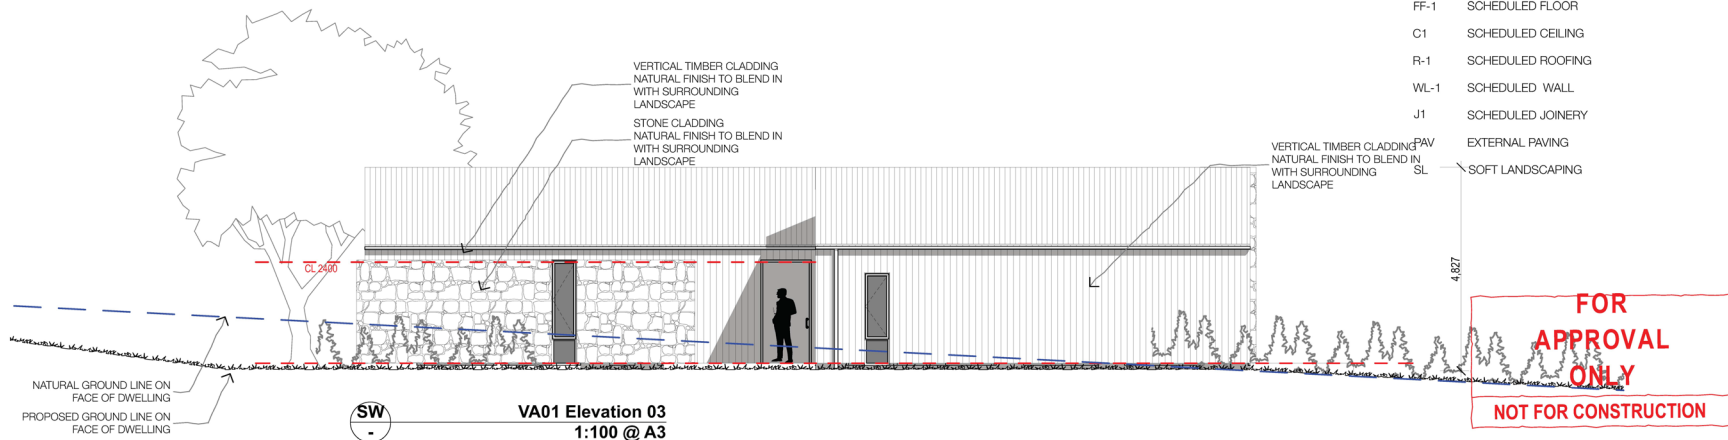 FF-1 SCHEDULED FLOOR
C1 SCHEDULED CEILING
R-1 SCHEDULED ROOFING
WL-1 SCHEDULED WALL
J1 SCHEDULED JOINERY
PAV EXTERNAL PAVING
SL SOFT LANDSCAPING
VERTICAL TIMBER CLADDING
NATURAL FINISH TO BLEND IN
WITH SURROUNDING
LANDSCAPE
STONE CLADDING
NATURAL FINISH TO BLEND IN
WITH SURROUNDING
LANDSCAPE
VERTICAL TIMBER CLADDING
NATURAL FINISH TO BLEND IN
WITH SURROUNDING
LANDSCAPE
CL 2400
4,827
NATURAL GROUND LINE ON
FACE OF DWELLING
PROPOSED GROUND LINE ON
FACE OF DWELLING
SW
-
VA01 Elevation 03
1:100 @ A3
FOR
APPROVAL
ONLY
NOT FOR CONSTRUCTION